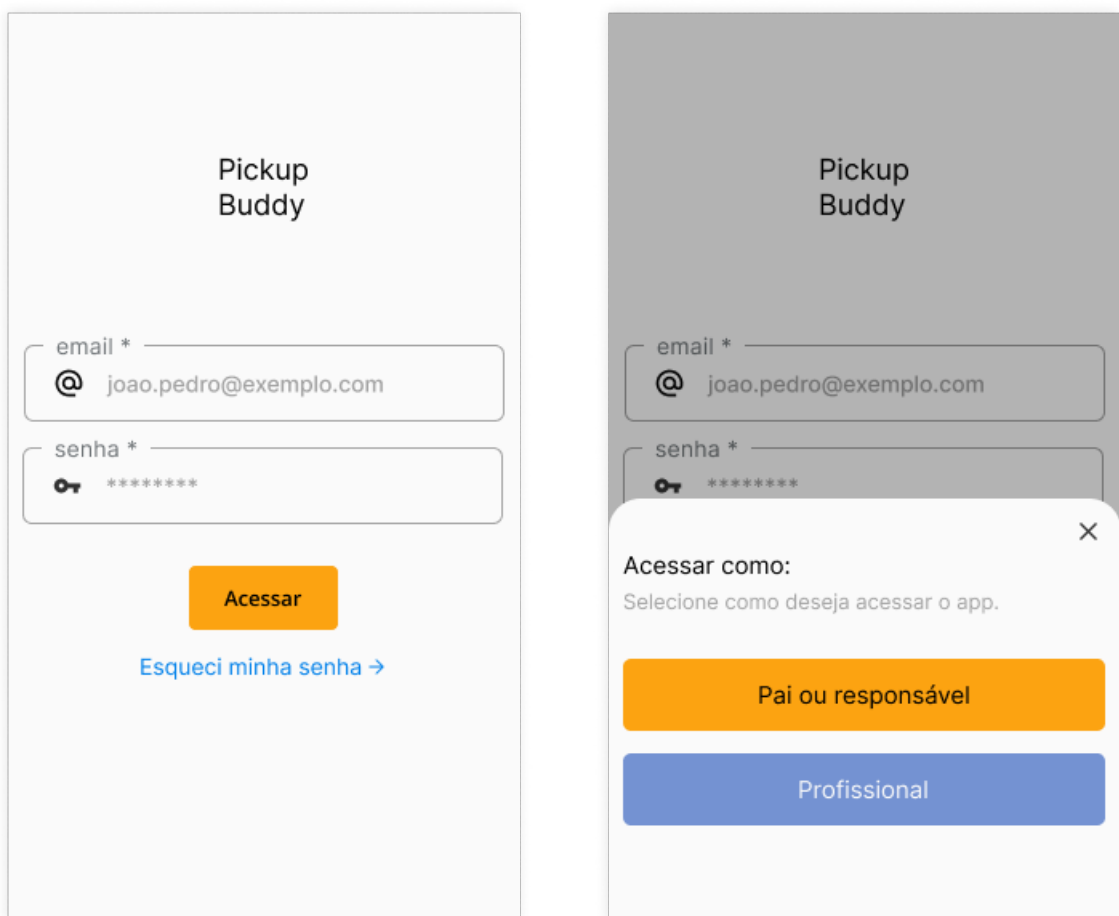 Pickup
Buddy
email *
@ joao.pedro@exemplo.com
senha *
********
Acessar
Esqueci minha senha →
Pickup
Buddy
email *
@ joao.pedro@exemplo.com
senha *
********
Acessar como:
Selecione como deseja acessar o app.
Pai ou responsável
Profissional